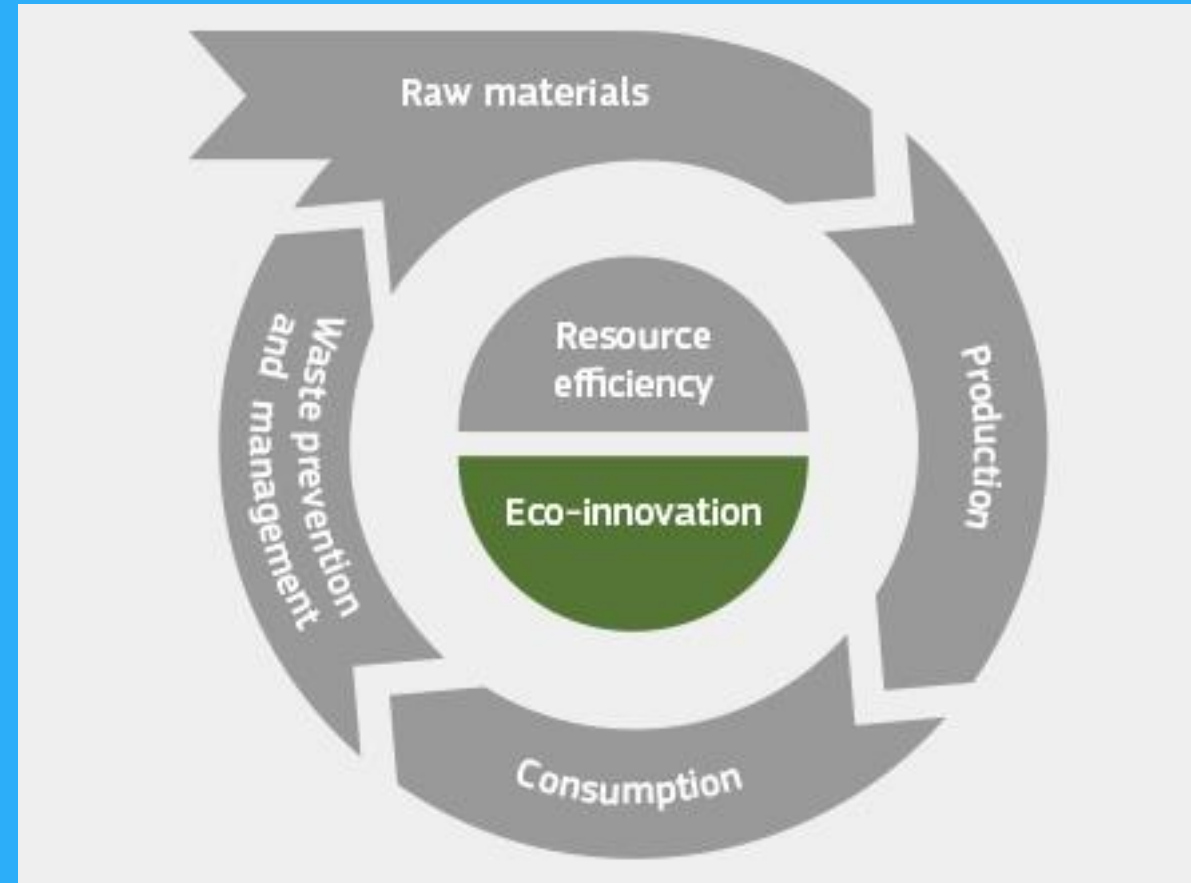 Raw materials
Production
Consumption
Waste prevention
and management
Resource
efficiency
Eco-innovation